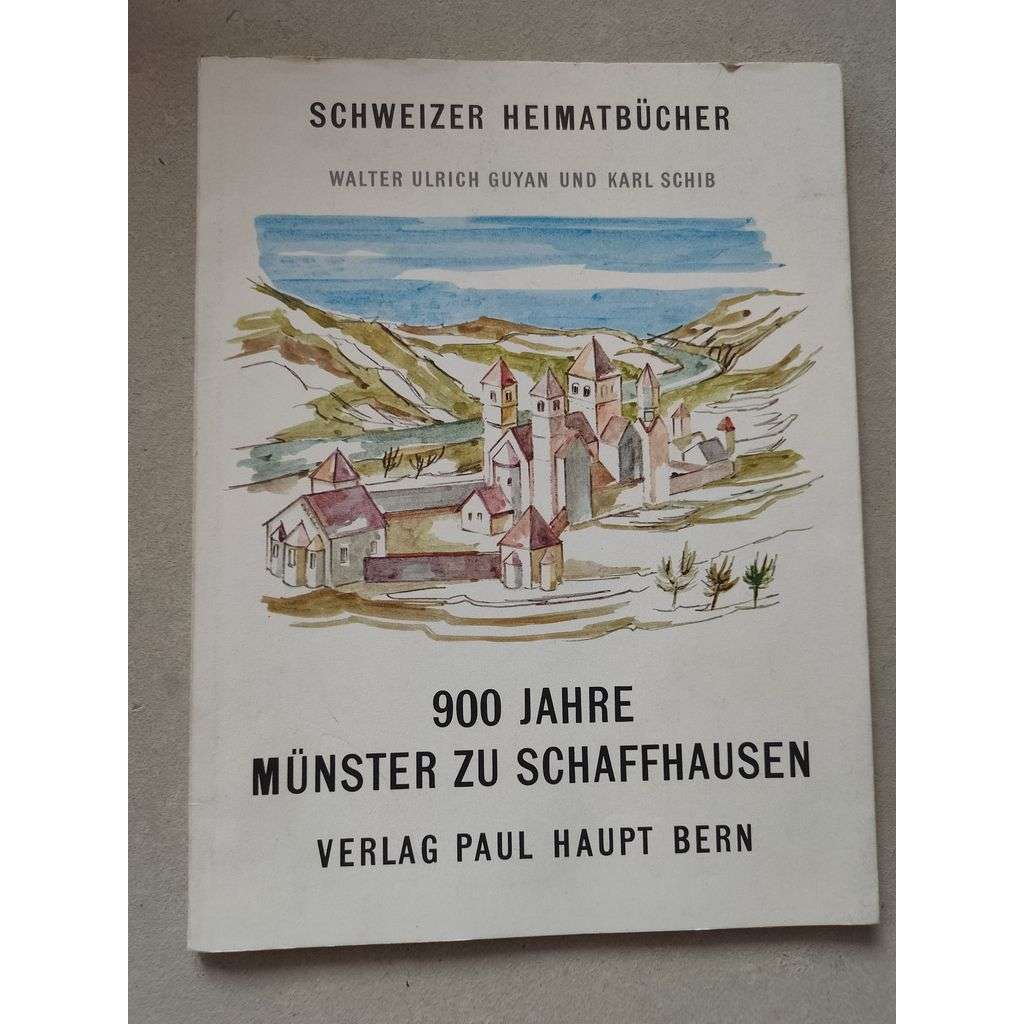 SCHWEIZER HEIMATBÜCHER
WALTER ULRICH GUYAN UND KARL SCHIB
900 JAHRE
MÜNSTER ZU SCHAFFHAUSEN
VERLAG PAUL HAUPT BERN